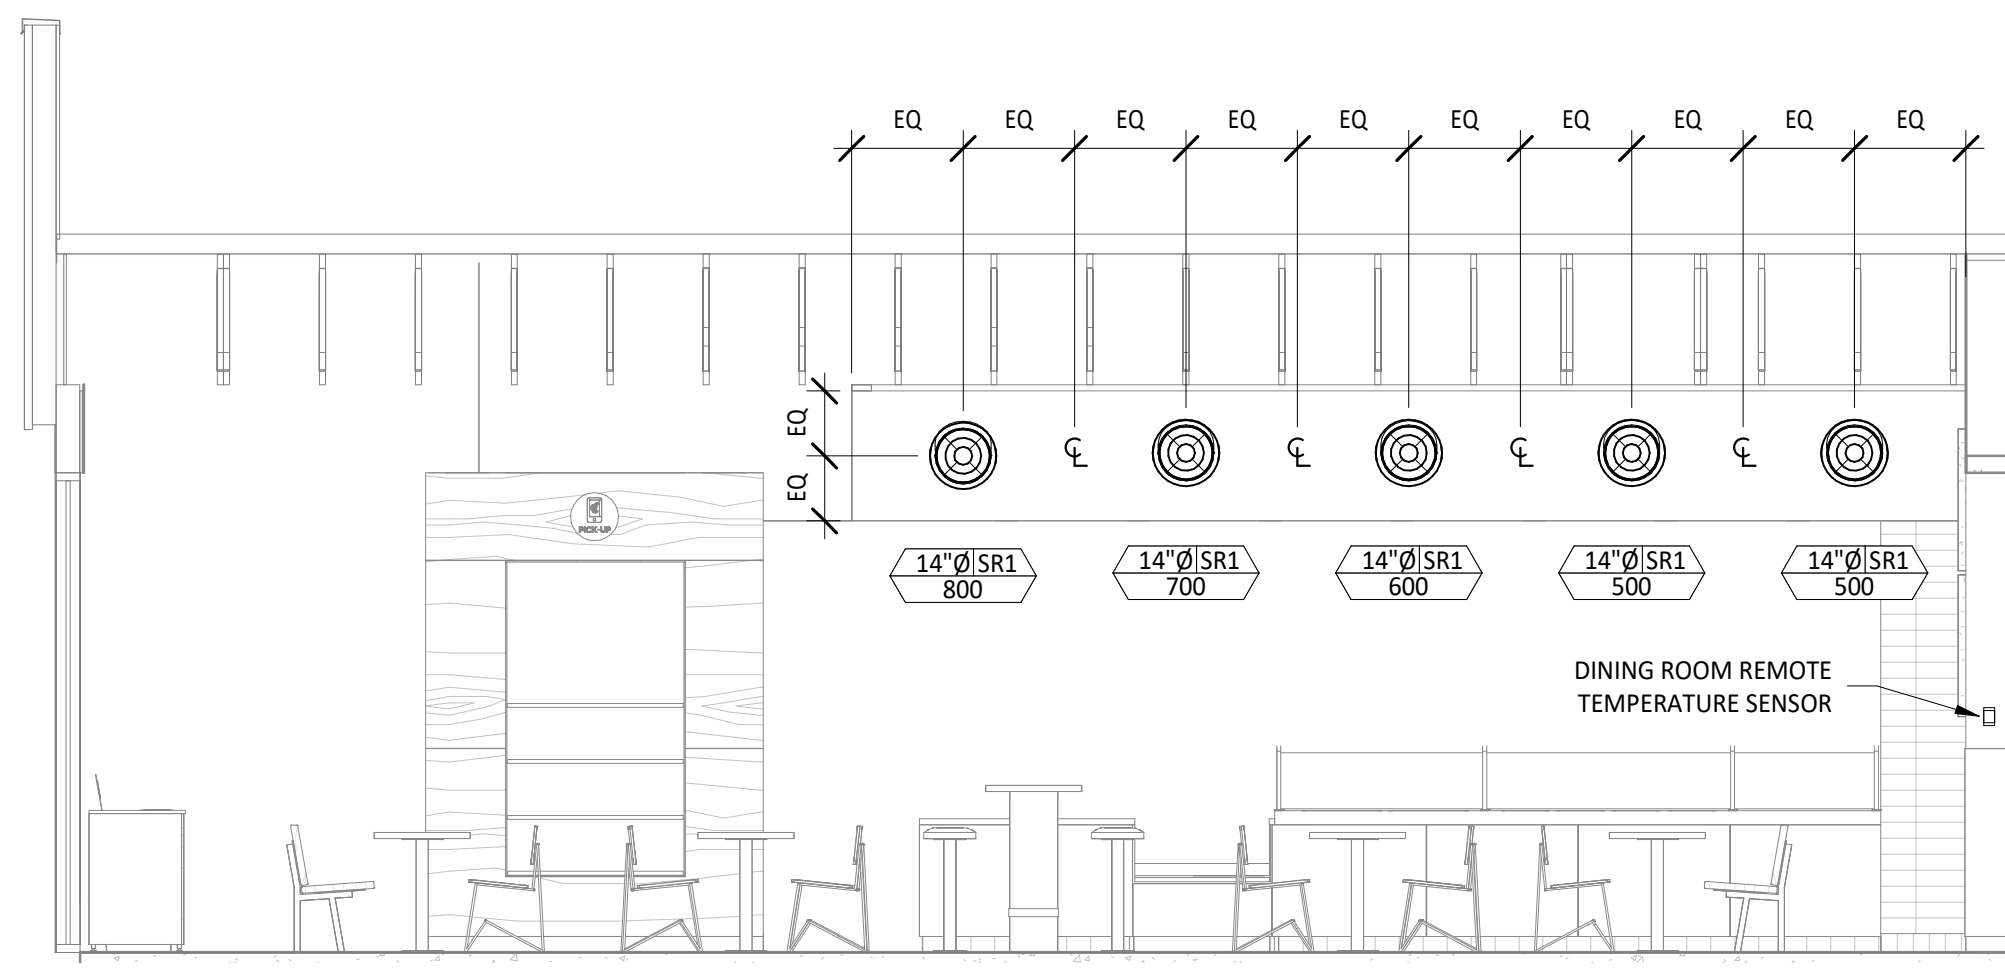 EQ EQ EQ EQ EQ EQ EQ EQ EQ EQ
EQ
EQ
℄ ℄ ℄ ℄
PICK-UP
14"Ø SR1
800
14"Ø SR1
700
14"Ø SR1
600
14"Ø SR1
500
14"Ø SR1
500
DINING ROOM REMOTE
TEMPERATURE SENSOR